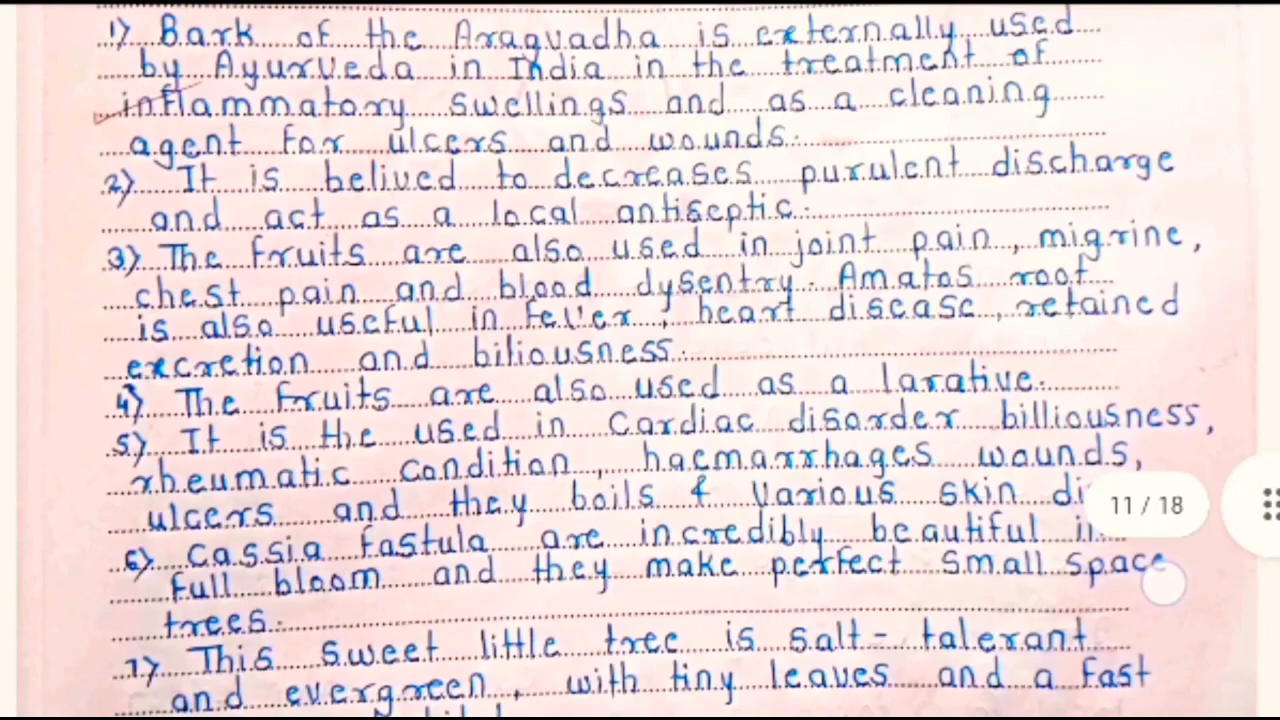 1) Bark of the Aragvadha is externally used
by Ayurveda in India in the treatment of
inflammatory swellings and as a cleaning
agent for ulcers and wounds.
2) It is belived to decreases purulent discharge
and act as a local antiseptic.
3) The fruits are also used in joint pain, migrine,
chest pain and blood dysentry. Amatas root
is also useful in fever, heart disease, retained
excretion and biliousness.
4) The fruits are also used as a laxative.
5) It is the used in Cardiac disorder billiousness,
rheumatic condition, haemorrhages wounds,
ulcers and they boils & Various skin
11 / 18
6) Cassia fastula are incredibly beautiful in
full bloom and they make perfect small space
trees.
7) This sweet little tree is salt-talerant
and evergreen, with tiny leaves and a fast